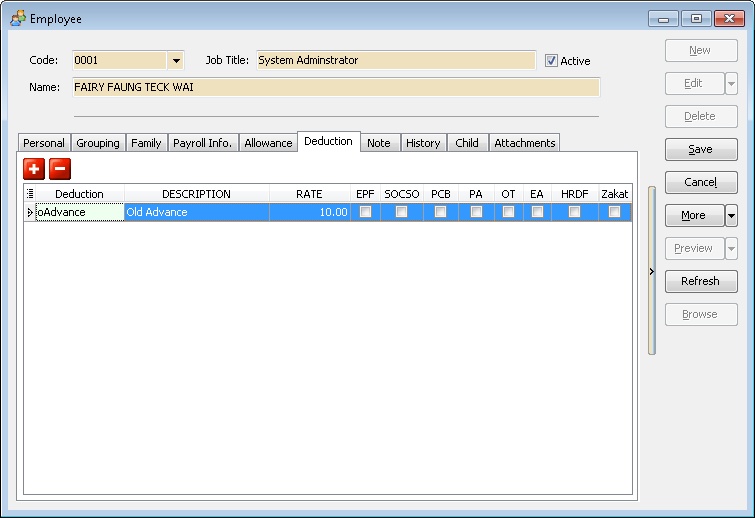 Employee
Code: 0001 Job Title: System Adminstrator Active
Name: FAIRY FAUNG TECK WAI
Personal Grouping Family Payroll Info. Allowance Deduction Note History Child Attachments
Deduction DESCRIPTION RATE EPF SOCSO PCB PA OT EA HRDF Zakat
oAdvance Old Advance 10.00
New
Edit
Delete
Save
Cancel
More
Preview
Refresh
Browse